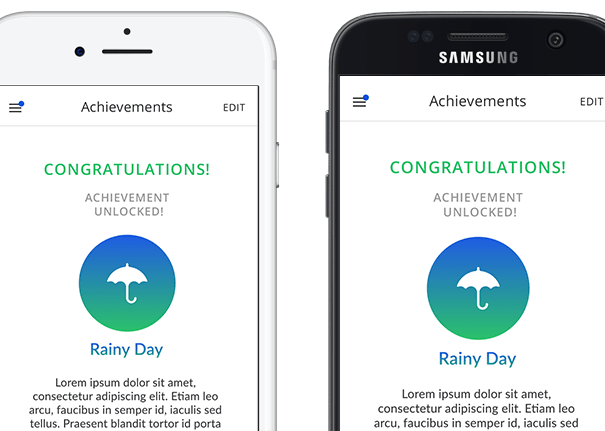 Achievements EDIT
CONGRATULATIONS!
ACHIEVEMENT
UNLOCKED!
Rainy Day
Lorem ipsum dolor sit amet,
consectetur adipiscing elit. Etiam leo
arcu, faucibus in semper id, iaculis sed
tellus. Praesent blandit tortor id porta
SAMSUNG
Achievements EDIT
CONGRATULATIONS!
ACHIEVEMENT
UNLOCKED!
Rainy Day
Lorem ipsum dolor sit amet,
consectetur adipiscing elit. Etiam leo
arcu, faucibus in semper id, iaculis sed